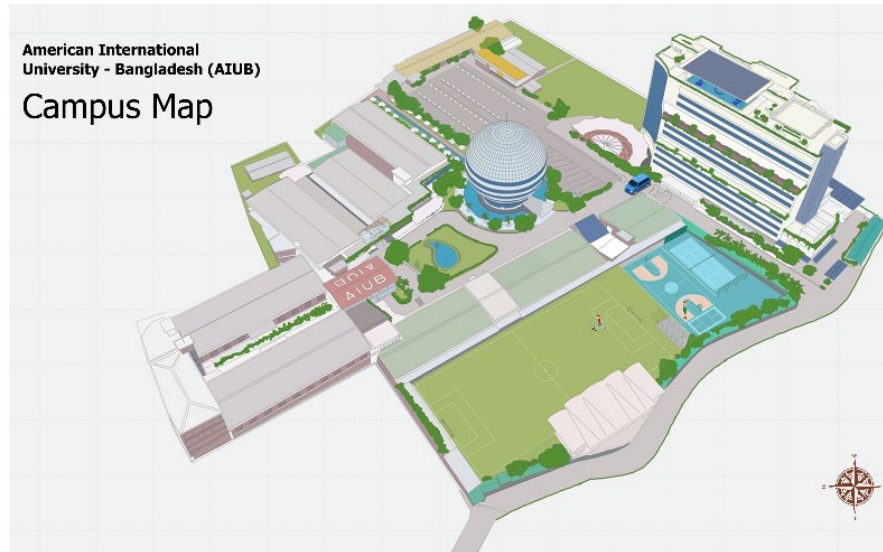 American International
University - Bangladesh (AIUB)
Campus Map
AIUB
AIUB